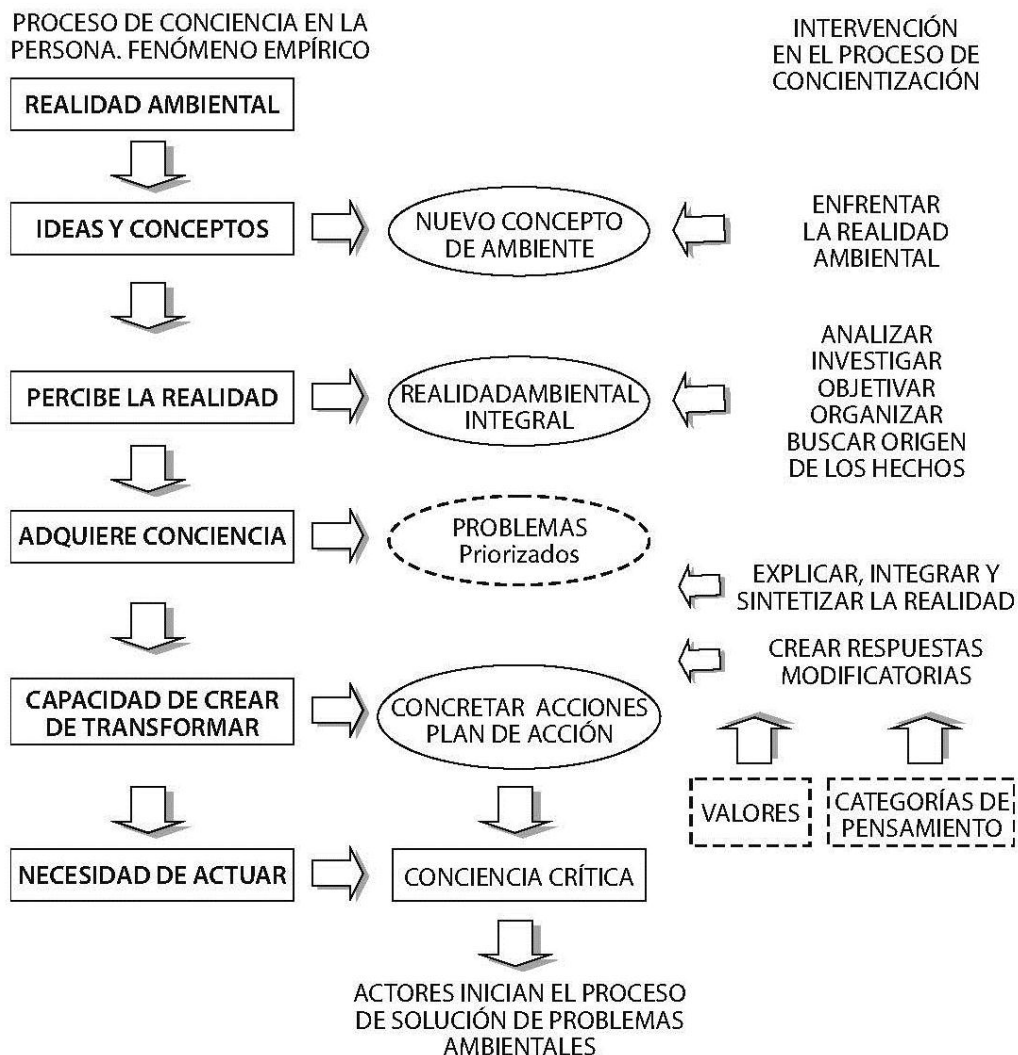 PROCESO DE CONCIENCIA EN LA
PERSONA. FENÓMENO EMPÍRICO
INTERVENCIÓN
EN EL PROCESO DE
CONCIENTIZACIÓN
REALIDAD AMBIENTAL
IDEAS Y CONCEPTOS
NUEVO CONCEPTO
DE AMBIENTE
ENFRENTAR
LA REALIDAD
AMBIENTAL
PERCIBE LA REALIDAD
REALIDADAMBIENTAL
INTEGRAL
ANALIZAR
INVESTIGAR
OBJETIVAR
ORGANIZAR
BUSCAR ORIGEN
DE LOS HECHOS
ADQUIERE CONCIENCIA
PROBLEMAS
Priorizados
EXPLICAR, INTEGRAR Y
SINTETIZAR LA REALIDAD
CREAR RESPUESTAS
MODIFICATORIAS
CAPACIDAD DE CREAR
DE TRANSFORMAR
CONCRETAR ACCIONES
PLAN DE ACCIÓN
VALORES
CATEGORÍAS DE
PENSAMIENTO
NECESIDAD DE ACTUAR
CONCIENCIA CRÍTICA
ACTORES INICIAN EL PROCESO
DE SOLUCIÓN DE PROBLEMAS
AMBIENTALES